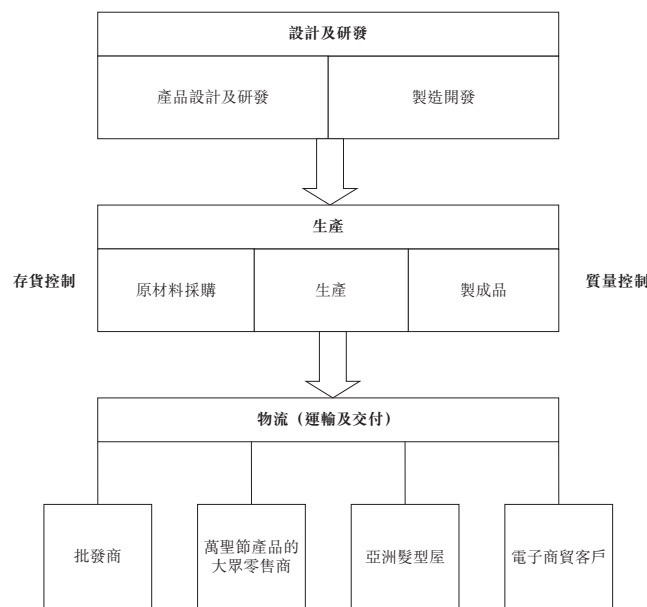 設計及研發
產品設計及研發
製造開發
生產
存貨控制
原材料採購
生產
製成品
質量控制
物流（運輸及交付）
批發商
萬聖節產品的
大眾零售商
亞洲髮型屋
電子商貿客戶